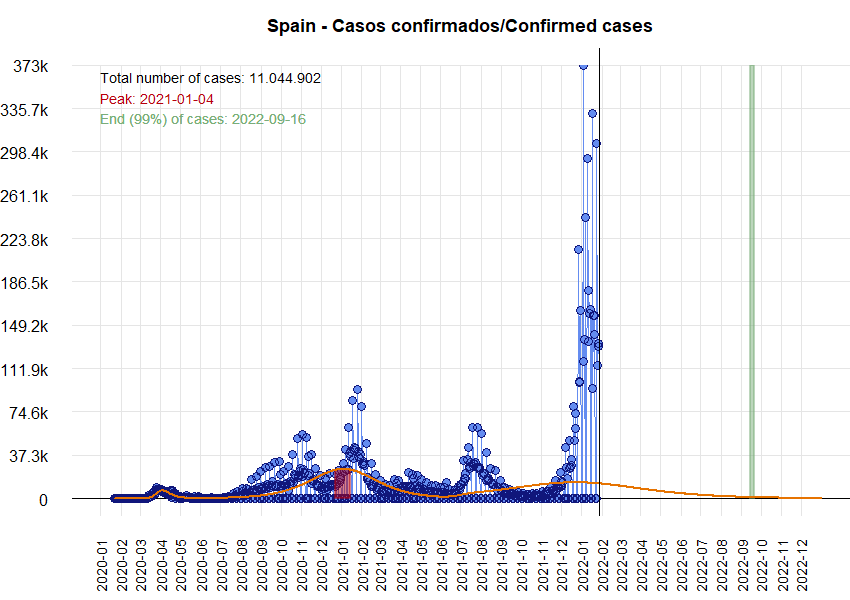 Spain - Casos confirmados/Confirmed cases
373k
335.7k
298.4k
261.1k
223.8k
186.5k
149.2k
111.9k
74.6k
37.3k
0
Total number of cases: 11.044.902
Peak: 2021-01-04
End (99%) of cases: 2022-09-16
2020-01
2020-02
2020-03
2020-04
2020-05
2020-06
2020-07
2020-08
2020-09
2020-10
2020-11
2020-12
2021-01
2021-02
2021-03
2021-04
2021-05
2021-06
2021-07
2021-08
2021-09
2021-10
2021-11
2021-12
2022-01
2022-02
2022-03
2022-04
2022-05
2022-06
2022-07
2022-08
2022-09
2022-10
2022-11
2022-12